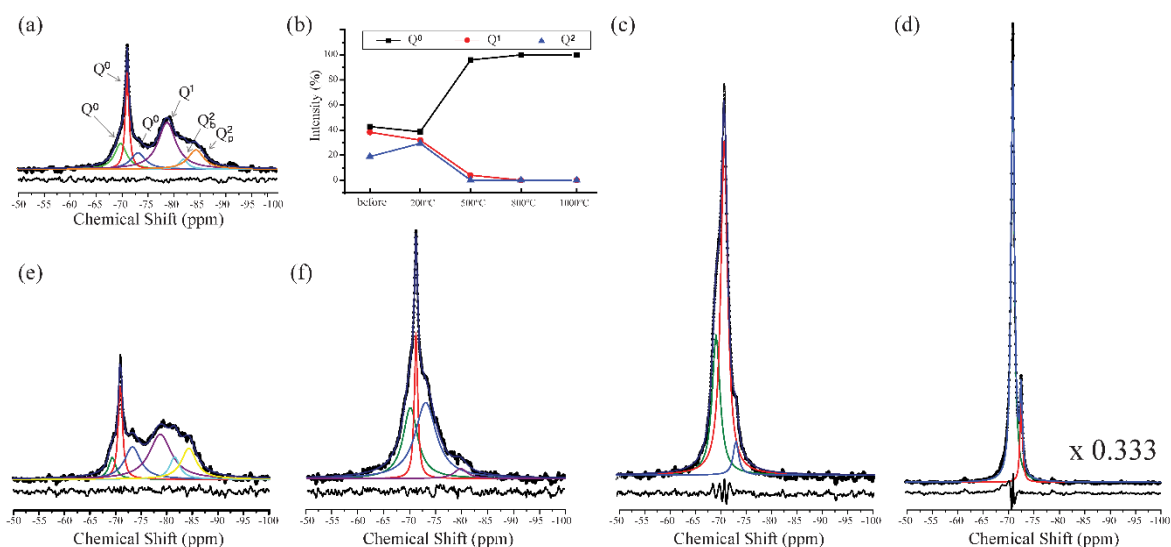 (a)
Q⁰
Q⁰
Q⁰
Q¹
Q²b
Q²p
-50 -55 -60 -65 -70 -75 -80 -85 -90 -95 -100
Chemical Shift (ppm)
(b)
Q⁰ Q¹ Q²
Intensity (%)
100
80
60
40
20
0
before 200°C 500°C 800°C 1000°C
(c)
-50 -55 -60 -65 -70 -75 -80 -85 -90 -95 -100
Chemical Shift (ppm)
(d)
x 0.333
-50 -55 -60 -65 -70 -75 -80 -85 -90 -95 -100
Chemical Shift (ppm)
(e)
-50 -55 -60 -65 -70 -75 -80 -85 -90 -95 -100
Chemical Shift (ppm)
(f)
-50 -55 -60 -65 -70 -75 -80 -85 -90 -95 -100
Chemical Shift (ppm)